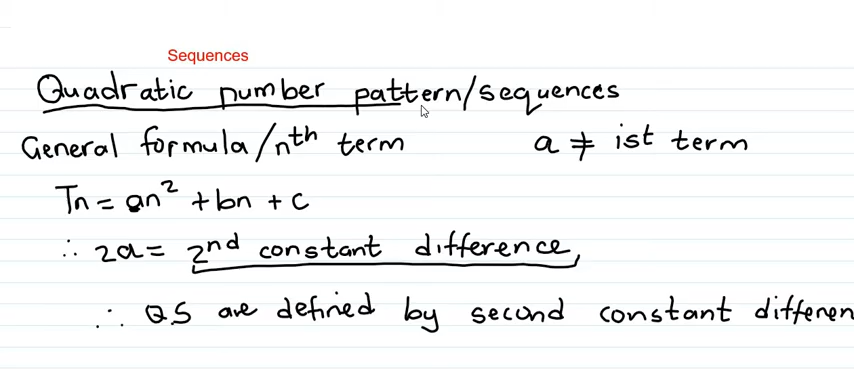 Sequences
Quadratic number pattern/sequences
General formula/nth term a ≠ 1st term
Tn = an² + bn + c
∴ 2a = 2nd constant difference,
∴ QS are defined by second constant differen